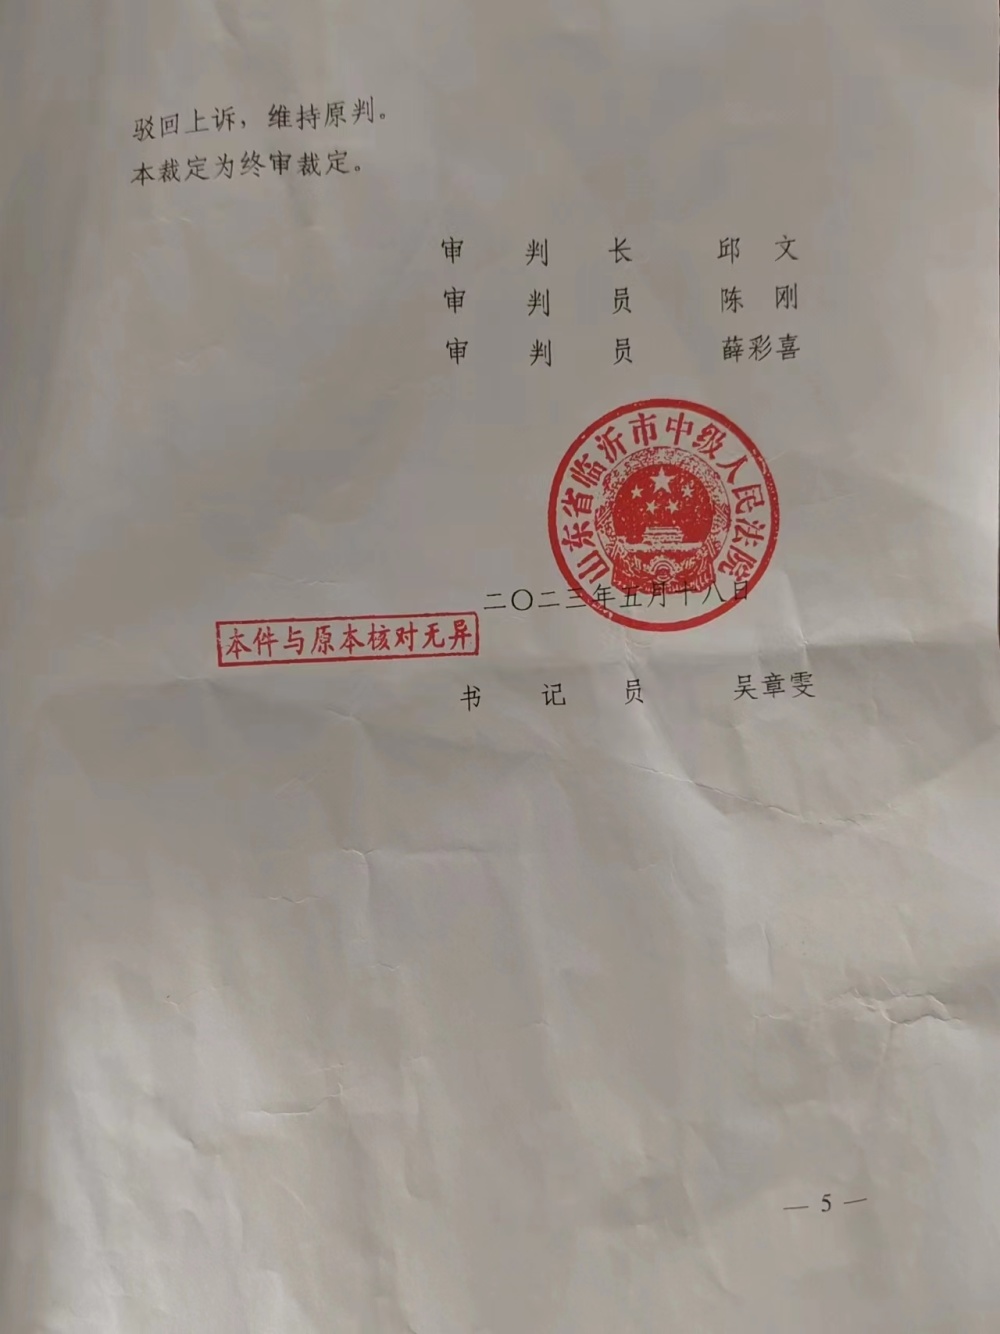 驳回上诉，维持原判。
本裁定为终审裁定。
审 判 长 邱 文
审 判 员 陈 刚
审 判 员 薛彩喜
山东省临沂市中级人民法院
二〇二三年五月十八日
本件与原本核对无异
书 记 员 吴章雯
— 5 —